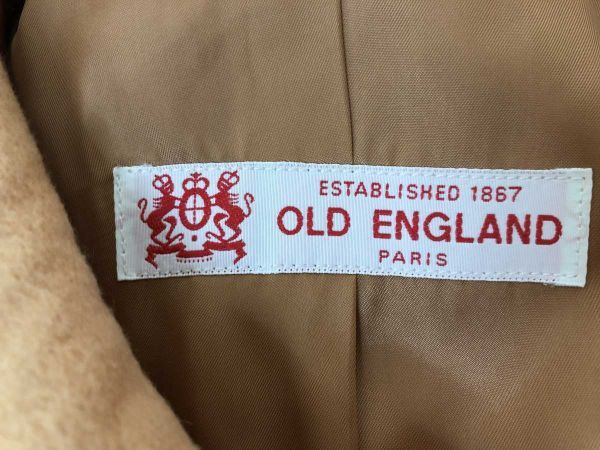 ESTABLISHED 1867
OLD ENGLAND
PARIS